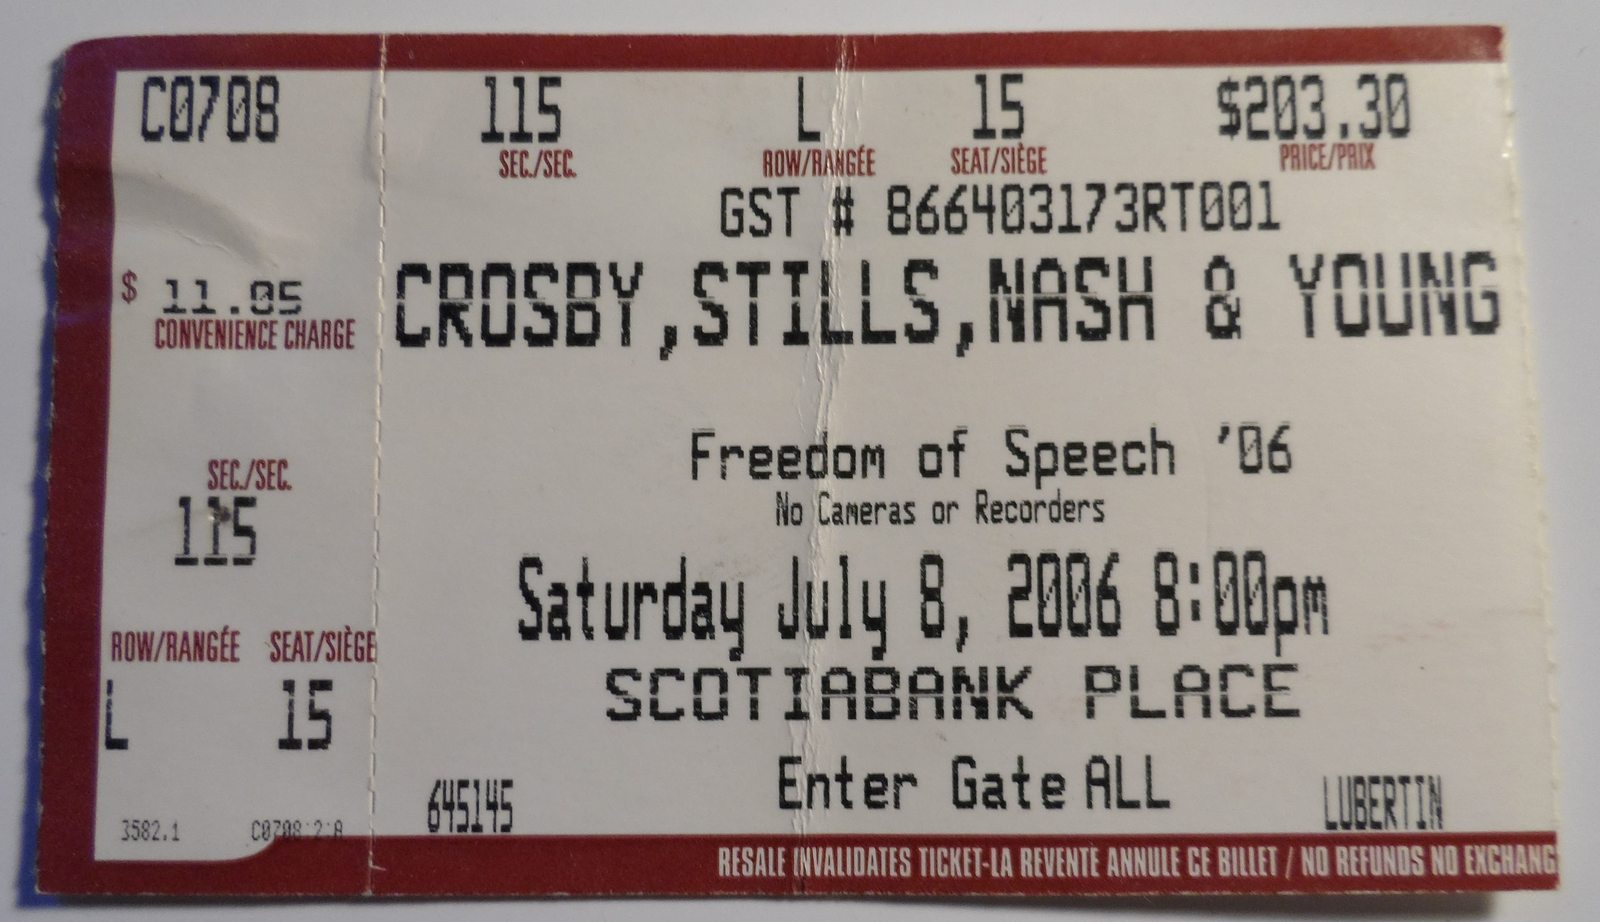 C0708 115 L 15 $203.30
SEC./SEC. ROW/RANGÉE SEAT/SIÈGE PRICE/PRIX
GST # 866403173RT001
$ 11.05
CONVENIENCE CHARGE
CROSBY,STILLS,NASH & YOUNG
Freedom of Speech '06
SEC./SEC.
115
No Cameras or Recorders
Saturday July 8, 2006 8:00pm
ROW/RANGÉE SEAT/SIÈGE
L 15
SCOTIABANK PLACE
Enter Gate ALL
645145 LUBERTIN
3582.1 C0708:2:A
RESALE INVALIDATES TICKET-LA REVENTE ANNULE CE BILLET / NO REFUNDS NO EXCHANG